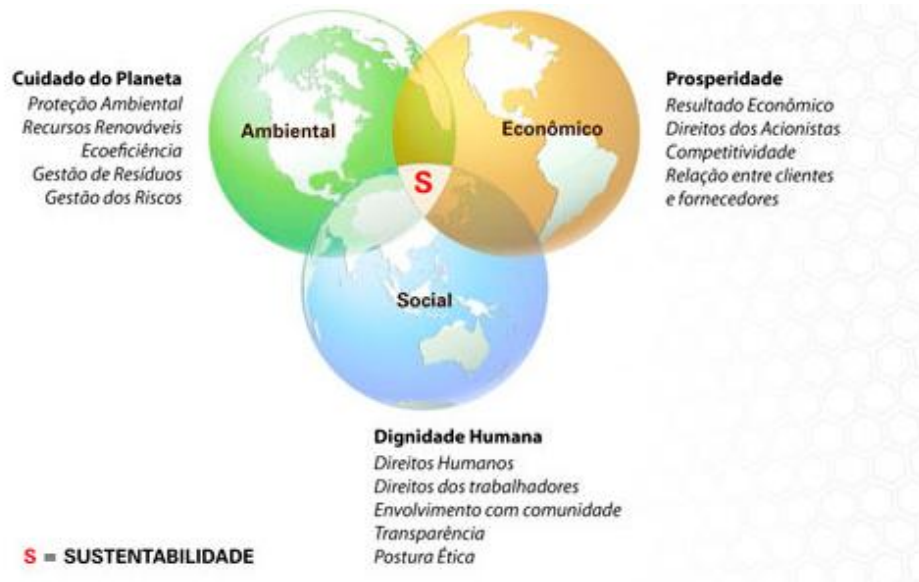 Cuidado do Planeta
Proteção Ambiental
Recursos Renováveis
Ecoeficiência
Gestão de Resíduos
Gestão dos Riscos
Ambiental
Econômico
Prosperidade
Resultado Econômico
Direitos dos Acionistas
Competitividade
Relação entre clientes
e fornecedores
S
Social
Dignidade Humana
Direitos Humanos
Direitos dos trabalhadores
Envolvimento com comunidade
Transparência
Postura Ética
S = SUSTENTABILIDADE